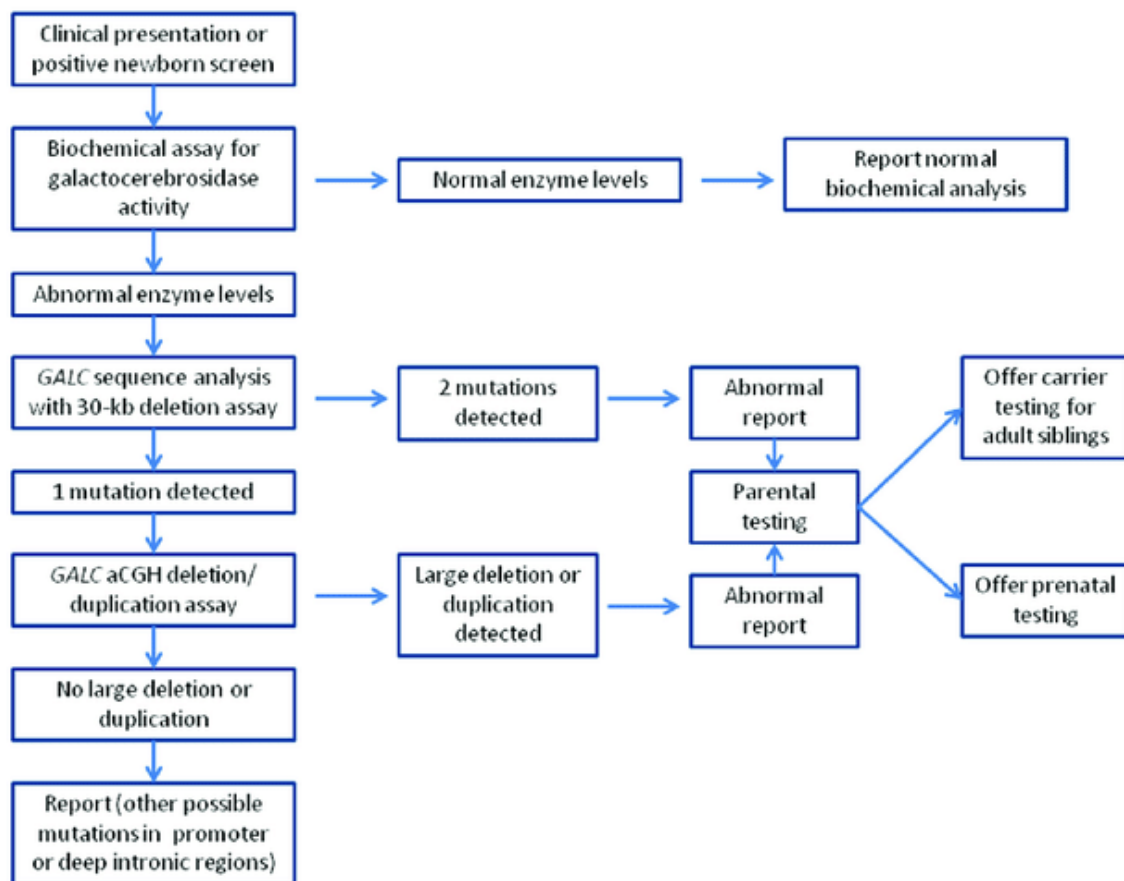 Clinical presentation or
positive newborn screen
Biochemical assay for
galactocerebrosidase
activity
Normal enzyme levels
Report normal
biochemical analysis
Abnormal enzyme levels
GALC sequence analysis
with 30-kb deletion assay
2 mutations
detected
Abnormal
report
Offer carrier
testing for
adult siblings
1 mutation detected
Parental
testing
GALC aCGH deletion/
duplication assay
Large deletion or
duplication
detected
Abnormal
report
Offer prenatal
testing
No large deletion or
duplication
Report (other possible
mutations in promoter
or deep intronic regions)